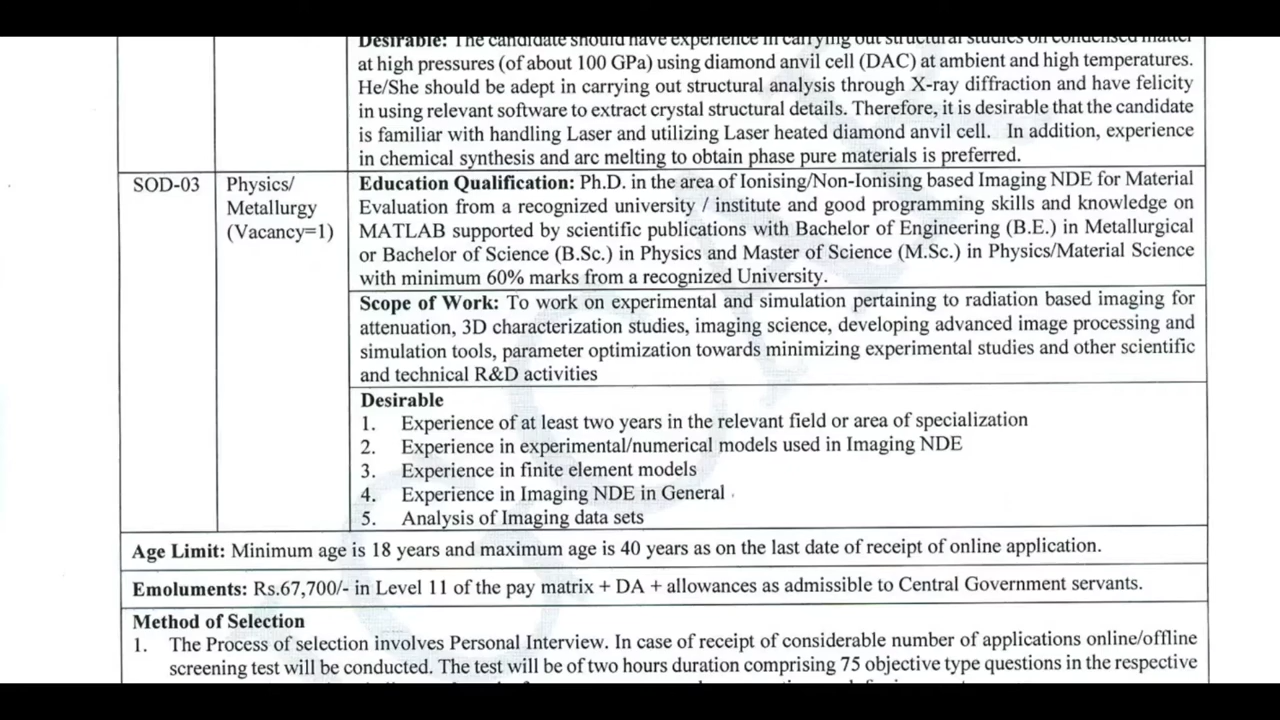 Desirable: The candidate should have experience in carrying out structural studies on condensed matter
at high pressures (of about 100 GPa) using diamond anvil cell (DAC) at ambient and high temperatures.
He/She should be adept in carrying out structural analysis through X-ray diffraction and have felicity
in using relevant software to extract crystal structural details. Therefore, it is desirable that the candidate
is familiar with handling Laser and utilizing Laser heated diamond anvil cell. In addition, experience
in chemical synthesis and arc melting to obtain phase pure materials is preferred.
SOD-03
Physics/
Metallurgy
(Vacancy=1)
Education Qualification: Ph.D. in the area of Ionising/Non-Ionising based Imaging NDE for Material
Evaluation from a recognized university / institute and good programming skills and knowledge on
MATLAB supported by scientific publications with Bachelor of Engineering (B.E.) in Metallurgical
or Bachelor of Science (B.Sc.) in Physics and Master of Science (M.Sc.) in Physics/Material Science
with minimum 60% marks from a recognized University.
Scope of Work: To work on experimental and simulation pertaining to radiation based imaging for
attenuation, 3D characterization studies, imaging science, developing advanced image processing and
simulation tools, parameter optimization towards minimizing experimental studies and other scientific
and technical R&D activities
Desirable
1. Experience of at least two years in the relevant field or area of specialization
2. Experience in experimental/numerical models used in Imaging NDE
3. Experience in finite element models
4. Experience in Imaging NDE in General
5. Analysis of Imaging data sets
Age Limit: Minimum age is 18 years and maximum age is 40 years as on the last date of receipt of online application.
Emoluments: Rs.67,700/- in Level 11 of the pay matrix + DA + allowances as admissible to Central Government servants.
Method of Selection
1. The Process of selection involves Personal Interview. In case of receipt of considerable number of applications online/offline
screening test will be conducted. The test will be of two hours duration comprising 75 objective type questions in the respective